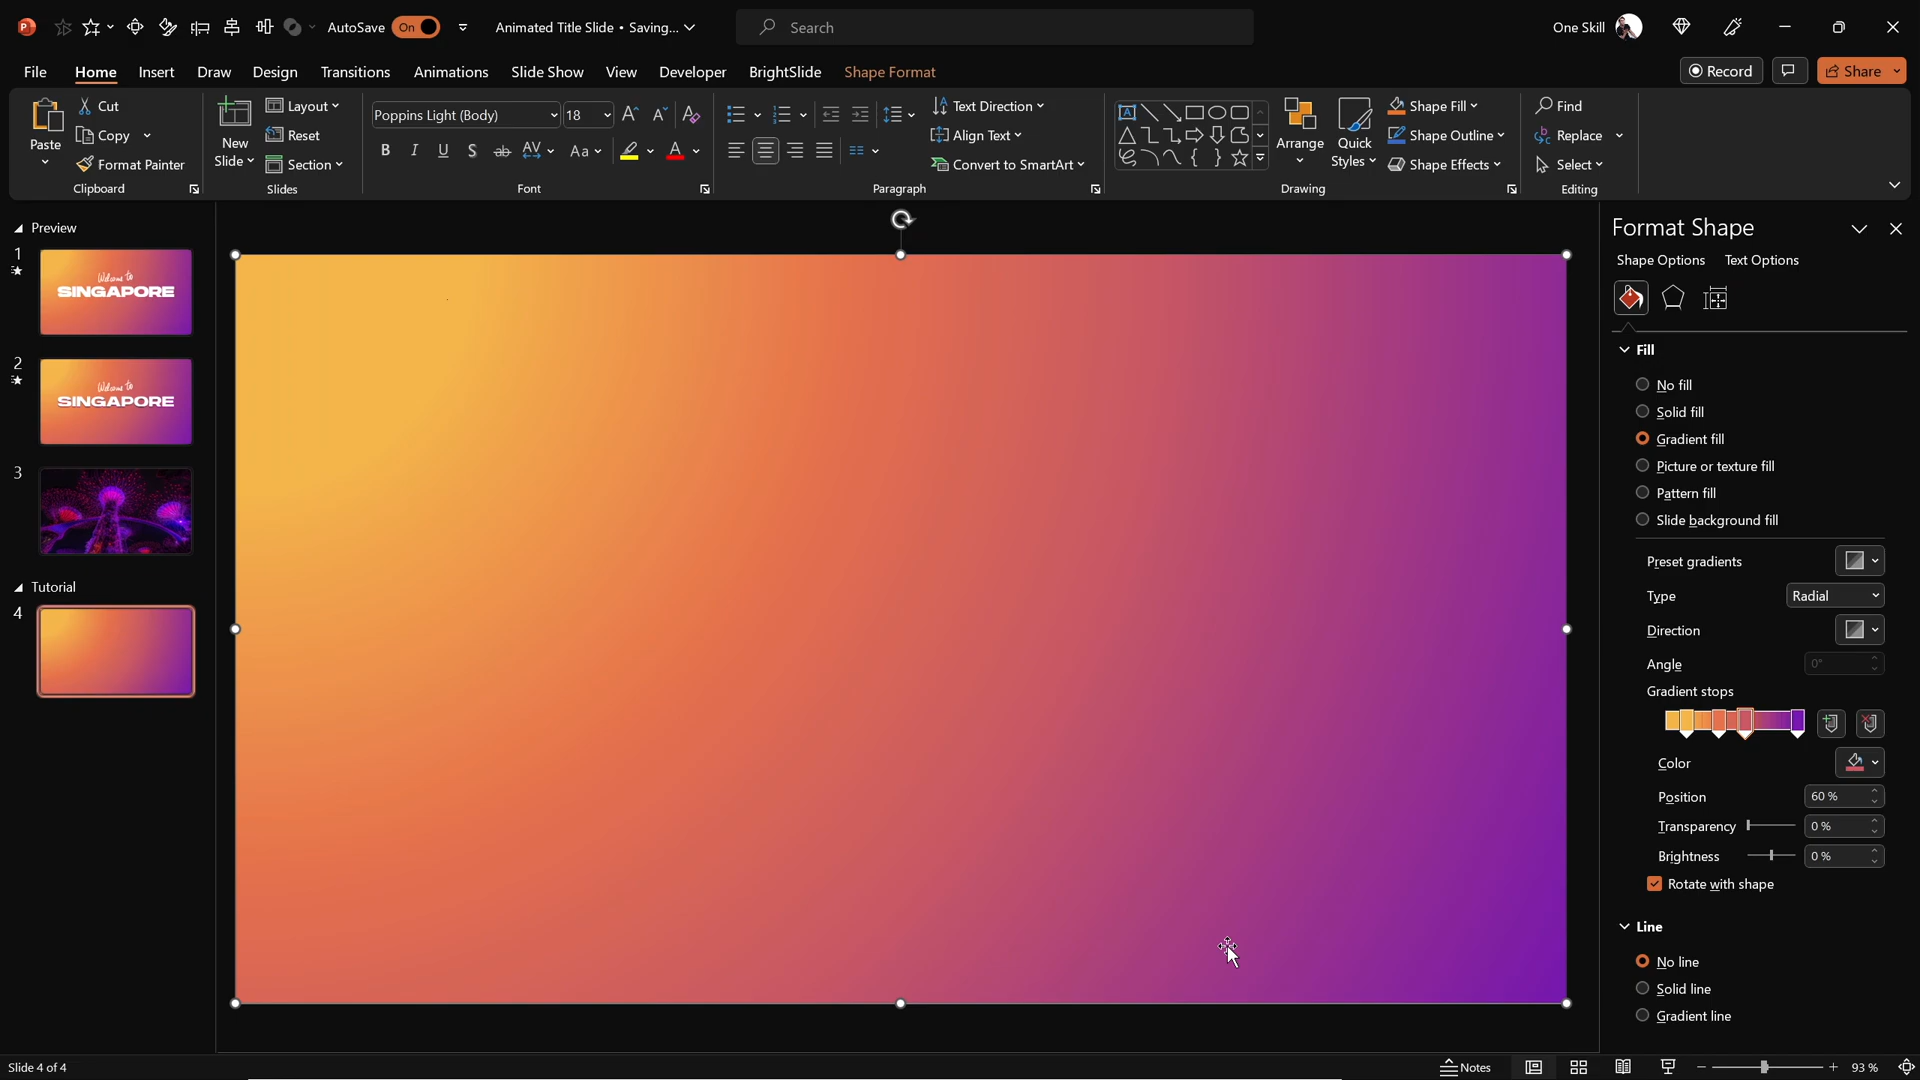 AutoSave On Animated Title Slide • Saving... Search One Skill
File Home Insert Draw Design Transitions Animations Slide Show View Developer BrightSlide Shape Format Record Share
Paste Cut Copy Format Painter Clipboard
New Slide Layout Reset Section Slides
Poppins Light (Body) 18
B I U S ab AV Aa A
Font
Text Direction
Align Text
Convert to SmartArt
Paragraph
Arrange Quick Styles Shape Fill Shape Outline Shape Effects Drawing
Find
Replace
Select
Editing
Preview
1
Welcome to
SINGAPORE
2
Welcome to
SINGAPORE
3
Tutorial
4
Format Shape
Shape Options Text Options
Fill
No fill
Solid fill
Gradient fill
Picture or texture fill
Pattern fill
Slide background fill
Preset gradients
Type Radial
Direction
Angle 0°
Gradient stops
Color
Position 60 %
Transparency 0 %
Brightness 0 %
Rotate with shape
Line
No line
Solid line
Gradient line
Slide 4 of 4 Notes 93 %